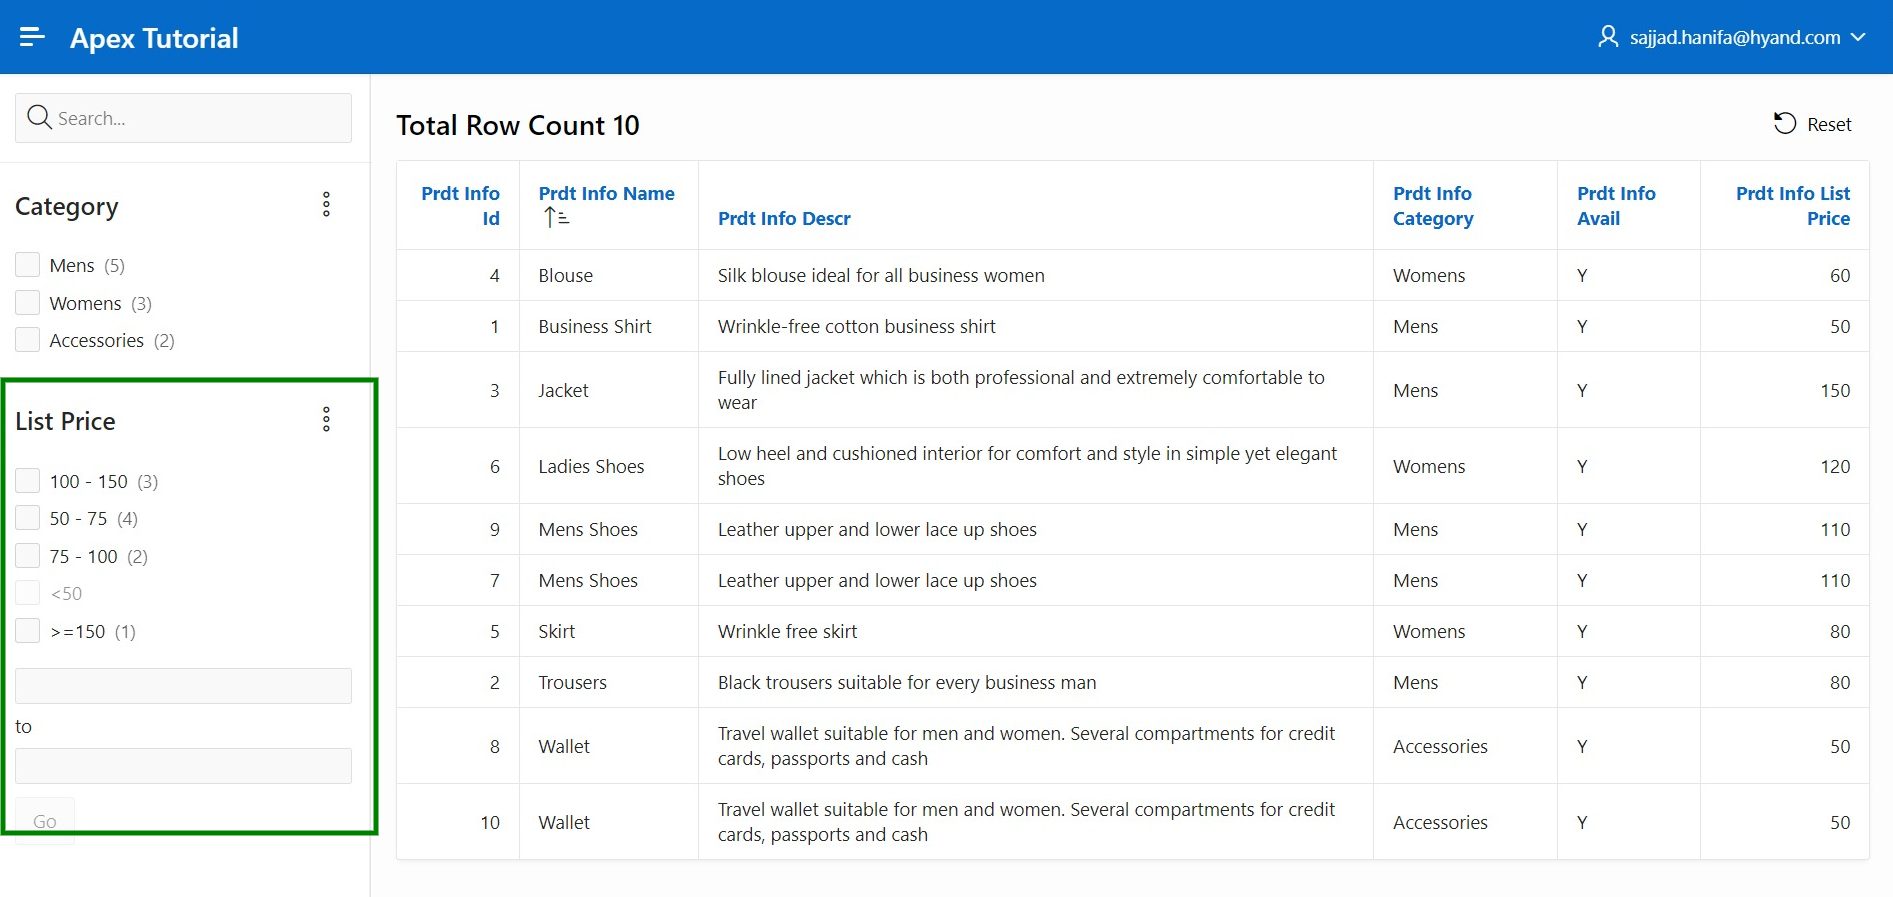 Apex Tutorial
sajjad.hanifa@hyand.com
Search...
Category
Mens (5)
Womens (3)
Accessories (2)
List Price
100 - 150 (3)
50 - 75 (4)
75 - 100 (2)
<50
>=150 (1)
to
Go
Total Row Count 10
Reset
Prdt Info Id
Prdt Info Name
Prdt Info Descr
Prdt Info Category
Prdt Info Avail
Prdt Info List Price
4 Blouse Silk blouse ideal for all business women Womens Y 60
1 Business Shirt Wrinkle-free cotton business shirt Mens Y 50
3 Jacket Fully lined jacket which is both professional and extremely comfortable to
wear Mens Y 150
6 Ladies Shoes Low heel and cushioned interior for comfort and style in simple yet elegant
shoes Womens Y 120
9 Mens Shoes Leather upper and lower lace up shoes Mens Y 110
7 Mens Shoes Leather upper and lower lace up shoes Mens Y 110
5 Skirt Wrinkle free skirt Womens Y 80
2 Trousers Black trousers suitable for every business man Mens Y 80
8 Wallet Travel wallet suitable for men and women. Several compartments for credit
cards, passports and cash Accessories Y 50
10 Wallet Travel wallet suitable for men and women. Several compartments for credit
cards, passports and cash Accessories Y 50